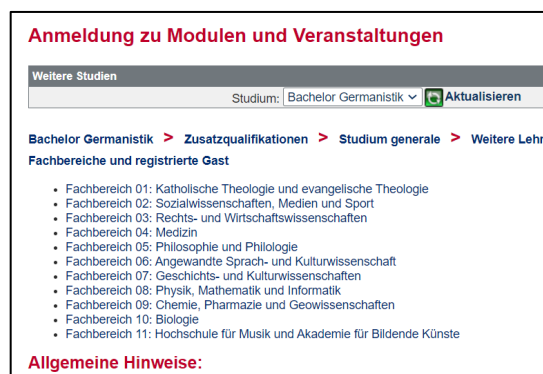 Anmeldung zu Modulen und Veranstaltungen
Weitere Studien
Studium: Bachelor Germanistik Aktualisieren
Bachelor Germanistik > Zusatzqualifikationen > Studium generale > Weitere
Fachbereiche und registrierte Gast
• Fachbereich 01: Katholische Theologie und evangelische Theologie
• Fachbereich 02: Sozialwissenschaften, Medien und Sport
• Fachbereich 03: Rechts- und Wirtschaftswissenschaften
• Fachbereich 04: Medizin
• Fachbereich 05: Philosophie und Philologie
• Fachbereich 06: Angewandte Sprach- und Kulturwissenschaft
• Fachbereich 07: Geschichts- und Kulturwissenschaften
• Fachbereich 08: Physik, Mathematik und Informatik
• Fachbereich 09: Chemie, Pharmazie und Geowissenschaften
• Fachbereich 10: Biologie
• Fachbereich 11: Hochschule für Musik und Akademie für Bildende Künste
Allgemeine Hinweise: